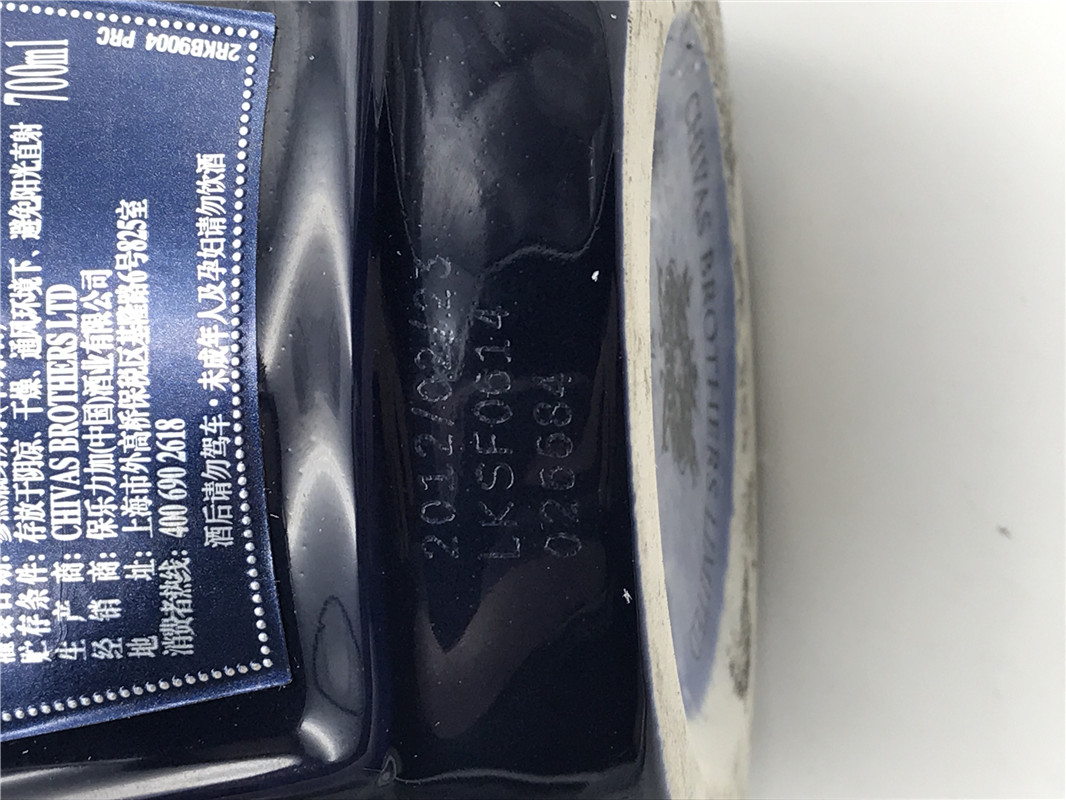 2RKB9004 PRC
700ml
存放于阴凉、干燥、通风环境下、避免阳光直射
贮存条件:
生 产 商: CHIVAS BROTHERS LTD
经 销 商: 保乐力加(中国)酒业有限公司
地 址: 上海市外高桥保税区基隆路6号825室
消费者热线: 400 690 2618
酒后请勿驾车·未成年人及孕妇请勿饮酒
2012/02/23
LKSF0614
026684
CHIVAS BROTHERS LIMITED